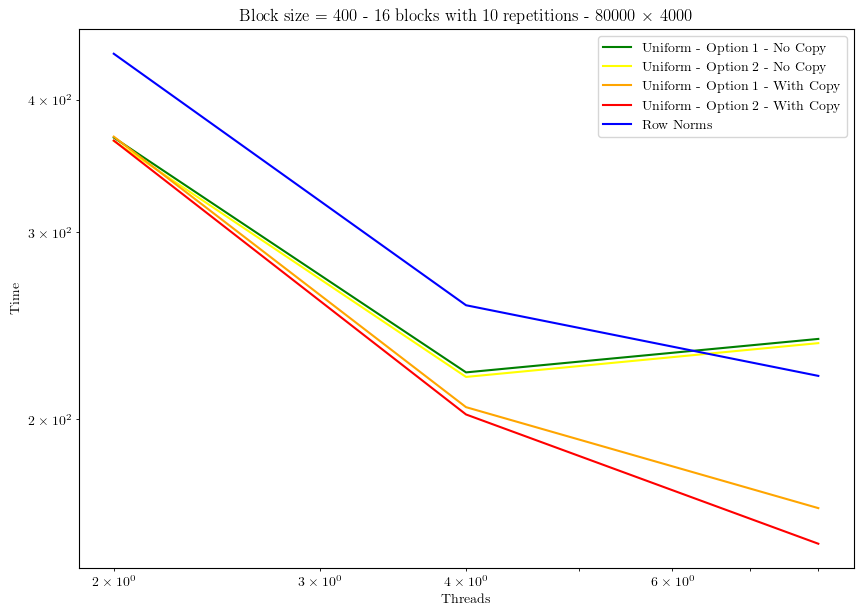 Block size = 400 - 16 blocks with 10 repetitions - 80000 × 4000
Uniform - Option 1 - No Copy
Uniform - Option 2 - No Copy
Uniform - Option 1 - With Copy
Uniform - Option 2 - With Copy
Row Norms
4 × 10²
3 × 10²
2 × 10²
Time
2 × 10⁰
3 × 10⁰
4 × 10⁰
6 × 10⁰
Threads